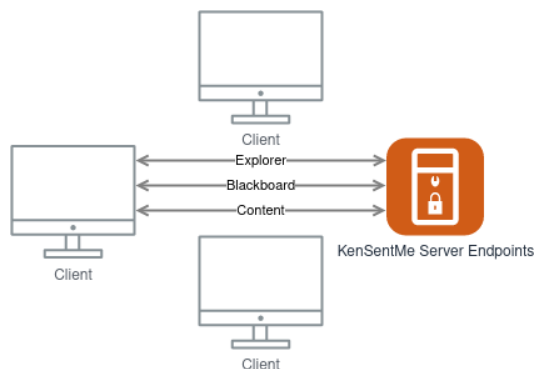 Client
Explorer
Blackboard
Content
KenSentMe Server Endpoints
Client
Client